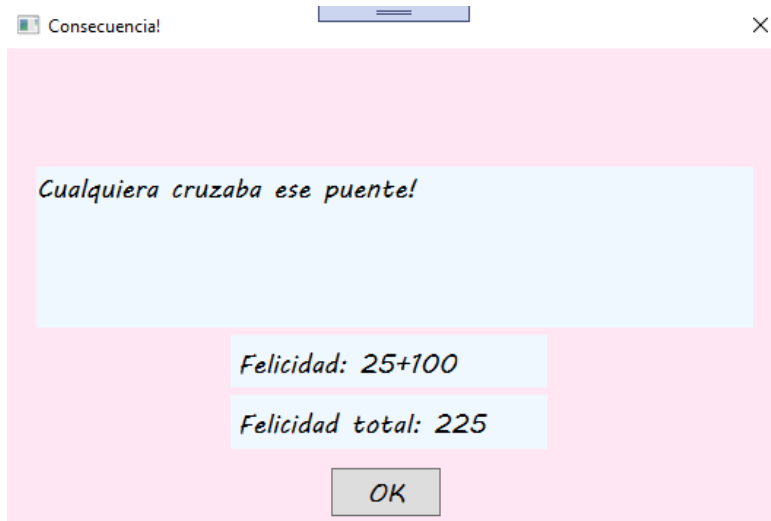 Consecuencia!
Cualquiera cruzaba ese puente!
Felicidad: 25+100
Felicidad total: 225
OK